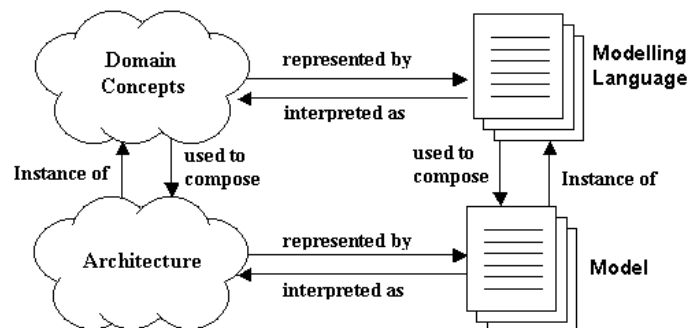 Domain
Concepts
represented by
interpreted as
Modelling
Language
Instance of
used to
compose
used to
compose
Instance of
Architecture
represented by
interpreted as
Model